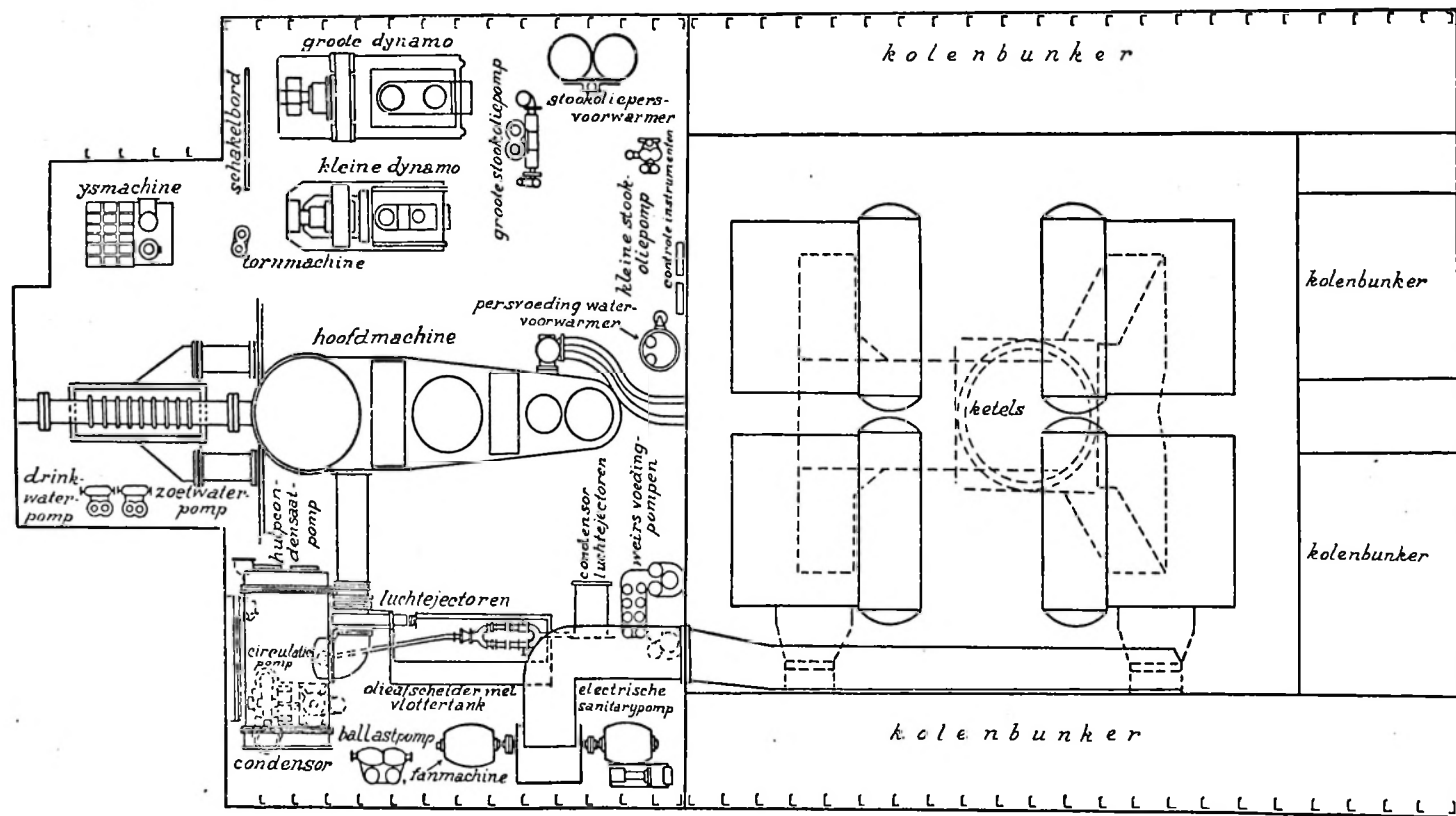 groote dynamo
kolenbunker
schakelbord
groote stookoliepomp
stookoliepers-
voorwarmer
kleine dynamo
ysmachine
kleine stook-
oliepomp
controle instrumenten
tornmachine
kolenbunker
persvoeding water-
voorwarmer
hoofdmachine
ketels
drink-
water-
pomp
zoetwater-
pomp
hulpcon-
densaat-
pomp
condensor
luchtejectoren
weirs voeding-
pompen
kolenbunker
luchtejectoren
circulatie
pomp
olieafscheider met
vlottertank
electrische
sanitarypomp
kolenbunker
ballastpomp
condensor
fanmachine